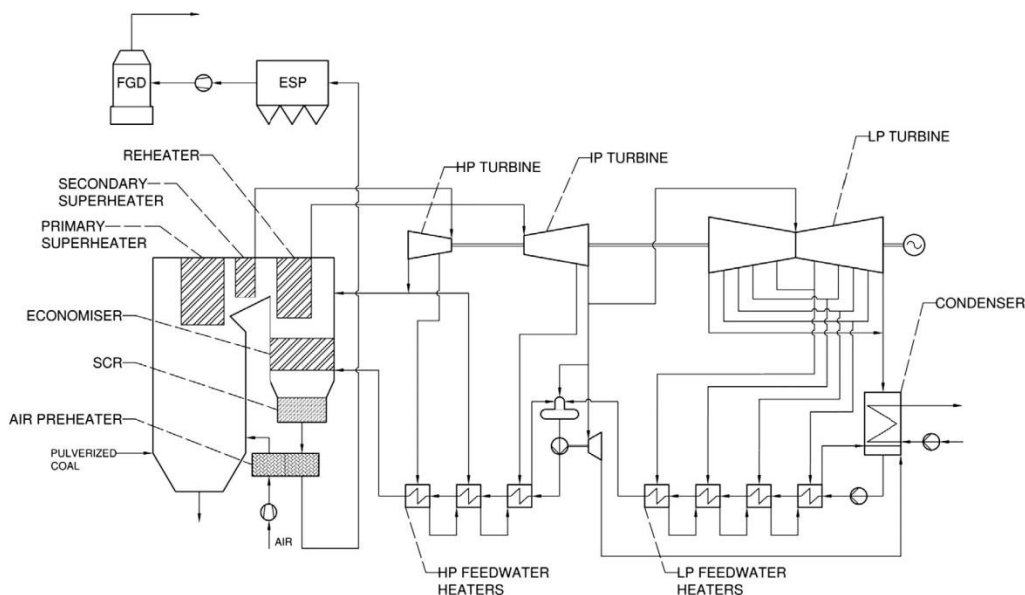 FGD
ESP
REHEATER
SECONDARY
SUPERHEATER
PRIMARY
SUPERHEATER
HP TURBINE
IP TURBINE
LP TURBINE
ECONOMISER
SCR
AIR PREHEATER
PULVERIZED
COAL
AIR
CONDENSER
HP FEEDWATER
HEATERS
LP FEEDWATER
HEATERS